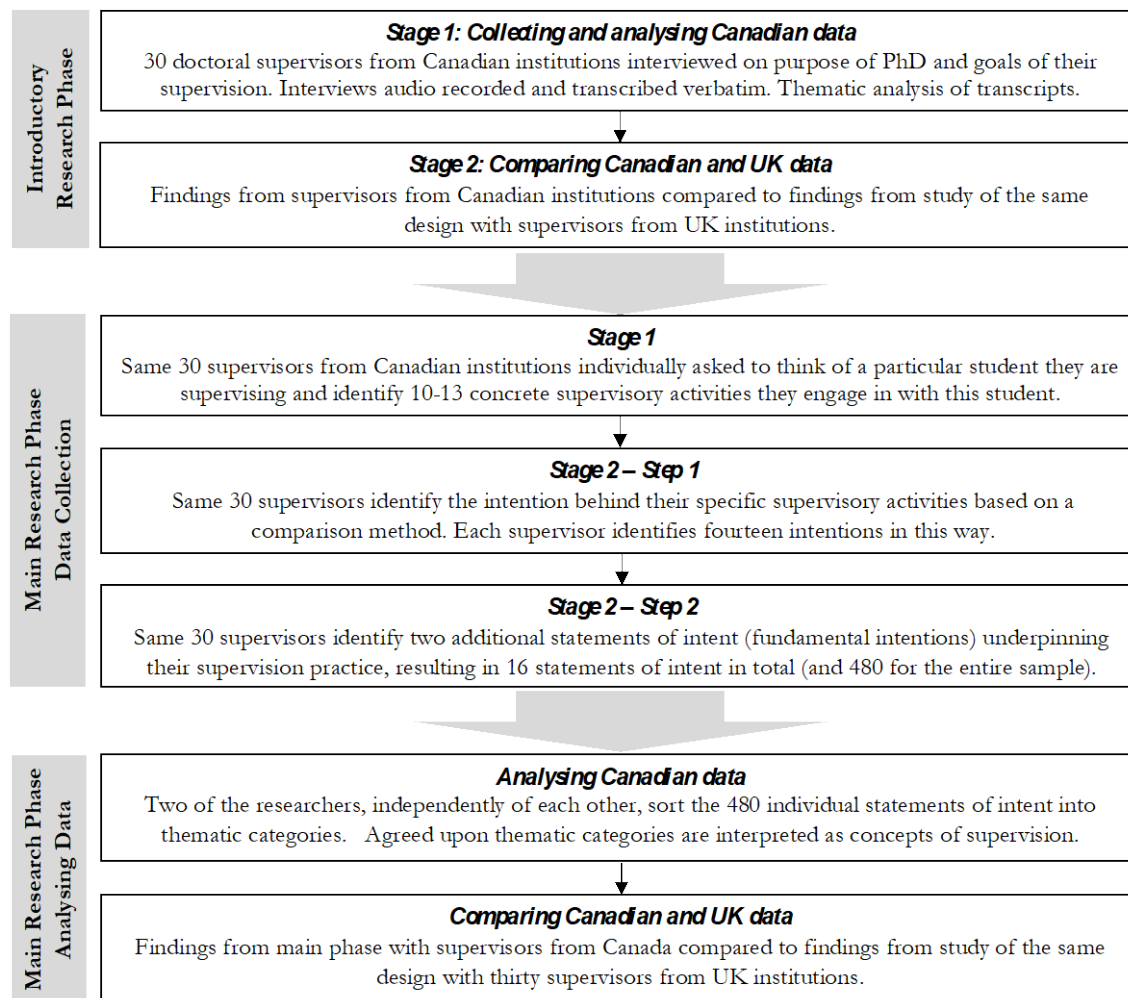 Introductory
Research Phase
Stage 1: Collecting and analysing Canadian data
30 doctoral supervisors from Canadian institutions interviewed on purpose of PhD and goals of their
supervision. Interviews audio recorded and transcribed verbatim. Thematic analysis of transcripts.
Stage 2: Comparing Canadian and UK data
Findings from supervisors from Canadian institutions compared to findings from study of the same
design with supervisors from UK institutions.
Main Research Phase
Data Collection
Stage 1
Same 30 supervisors from Canadian institutions individually asked to think of a particular student they are
supervising and identify 10-13 concrete supervisory activities they engage in with this student.
Stage 2 – Step 1
Same 30 supervisors identify the intention behind their specific supervisory activities based on a
comparison method. Each supervisor identifies fourteen intentions in this way.
Stage 2 – Step 2
Same 30 supervisors identify two additional statements of intent (fundamental intentions) underpinning
their supervision practice, resulting in 16 statements of intent in total (and 480 for the entire sample).
Main Research Phase
Analysing Data
Analysing Canadian data
Two of the researchers, independently of each other, sort the 480 individual statements of intent into
thematic categories. Agreed upon thematic categories are interpreted as concepts of supervision.
Comparing Canadian and UK data
Findings from main phase with supervisors from Canada compared to findings from study of the same
design with thirty supervisors from UK institutions.